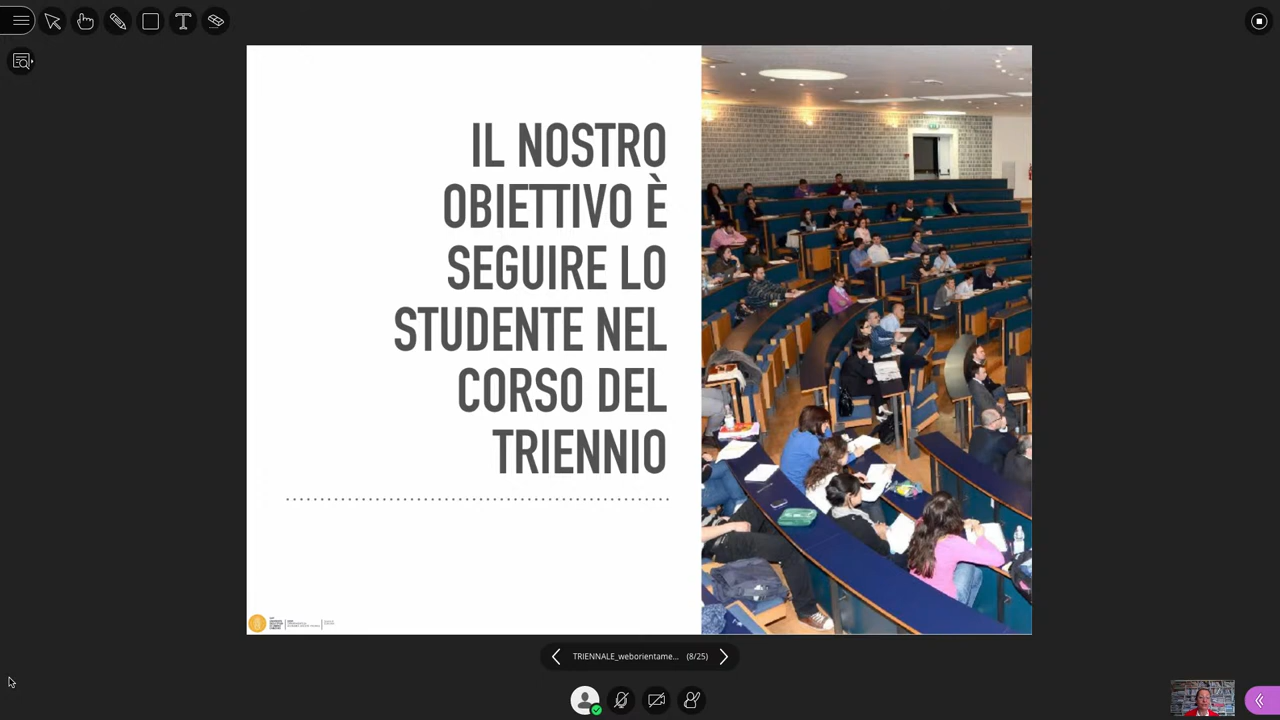 IL NOSTRO
OBIETTIVO È
SEGUIRE LO
STUDENTE NEL
CORSO DEL
TRIENNIO
TRIENNALE_weborientame... (8/25)